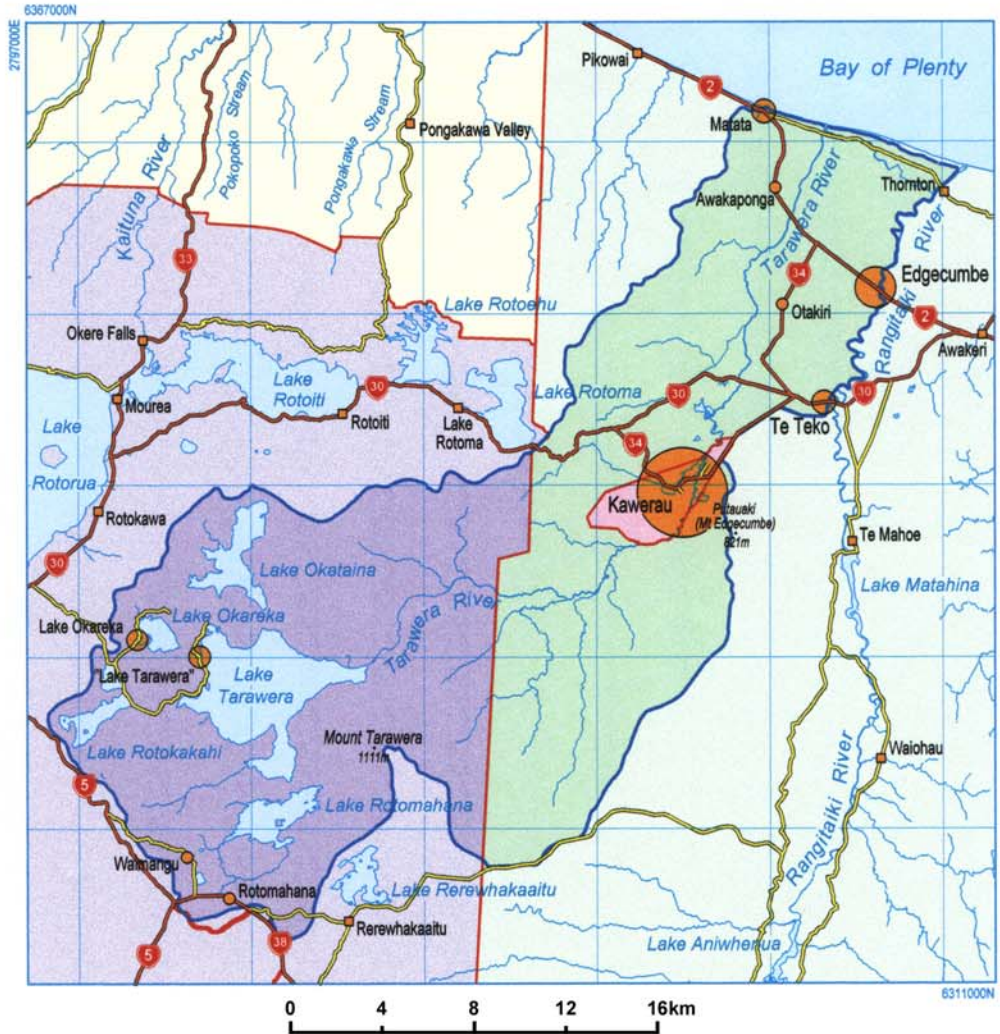 6367000N
2797000E
Pikowai
2
Bay of Plenty
Matata
Pongakawa Valley
Kaituna River
Pokopoko Stream
Pongakawa Stream
Awakaponga
Tarawera River
Thornton
33
34
Edgecumbe
Rangitaiki River
Lake Rotoehu
Otakiri
2
Okere Falls
Awakeri
Lake
Rotoiti
30
Lake Rotoma
30
30
Mourea
Rotoiti
Lake
Rotoma
Te Teko
Lake
Rotorua
34
Kawerau
Putauaki
(Mt Edgecumbe)
821m
Rotokawa
Te Mahoe
30
Lake Okataina
Lake Matahina
Tarawera River
Lake Okareka
Lake Okareka
"Lake Tarawera"
Lake
Tarawera
Mount Tarawera
1111m
Lake Rotokakahi
Waiohau
Rangitaiki River
5
Lake Rotomahana
Waimangu
Rotomahana
Lake Rerewhakaaitu
Rerewhakaaitu
38
5
Lake Aniwhenua
6311000N
0 4 8 12 16km